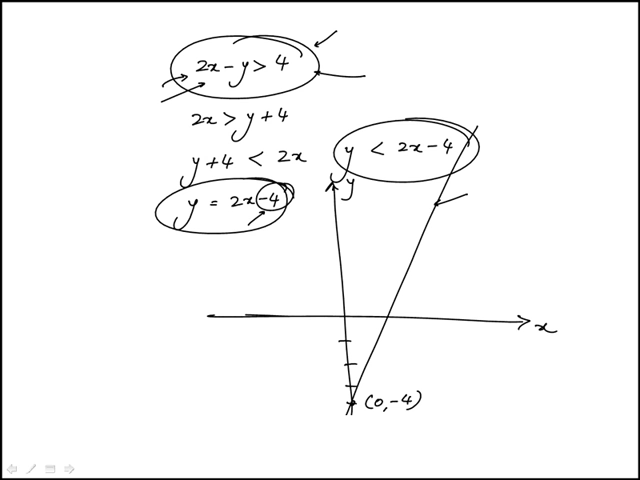 2x - y > 4
2x > y + 4
y + 4 < 2x
y = 2x - 4
y < 2x - 4
y
x
(0, -4)